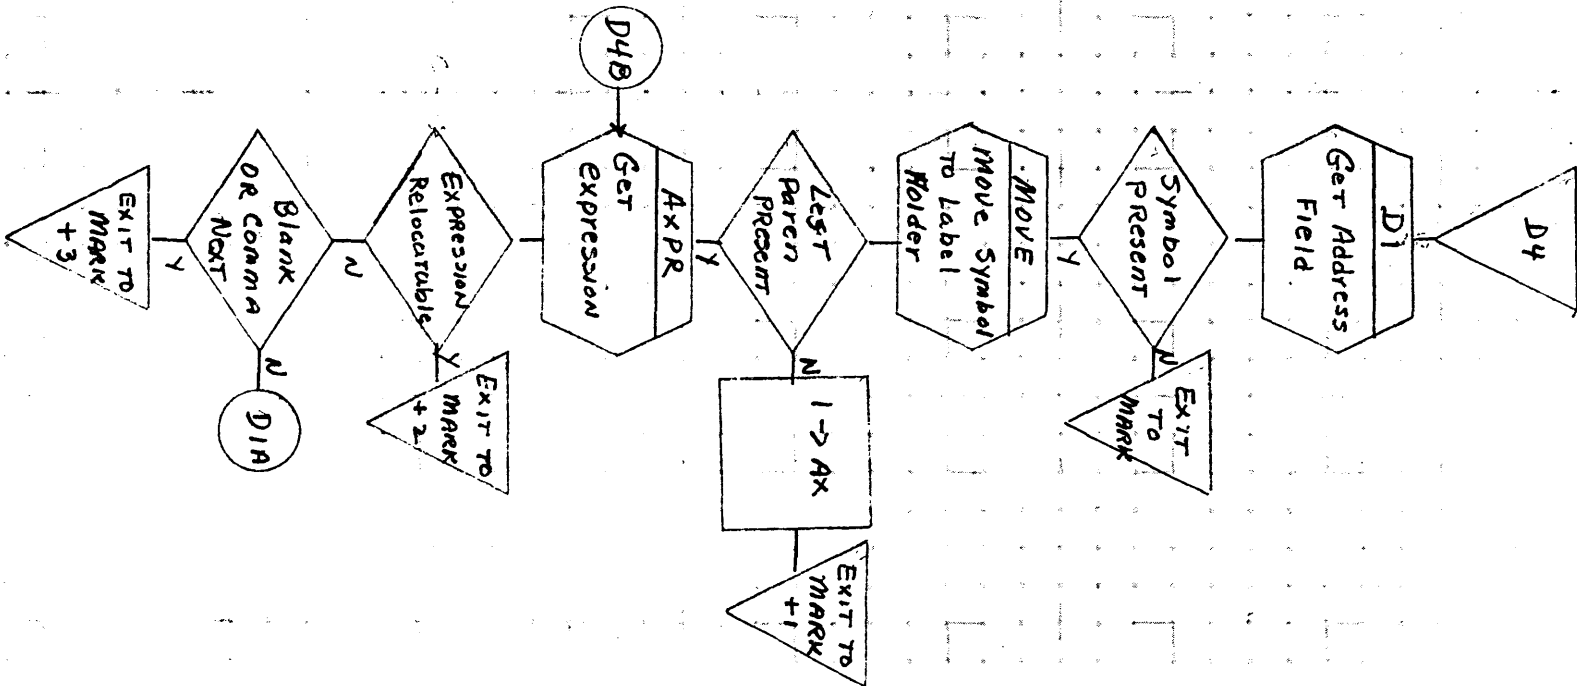 D4
D1
Get Address
Field
Symbol
PRESENT
N
EXIT
TO
MARK
Y
MOVE
Move Symbol
To Label
Holder
Left
Paren
PRESENT
N
1 -> AX
EXIT TO
MARK
+1
Y
AXPR
Get
expression
D4B
EXPRESSION
Relocatable
Y
EXIT TO
MARK
+2
N
Blank
OR Comma
Next
N
D1A
Y
EXIT TO
MARK
+3